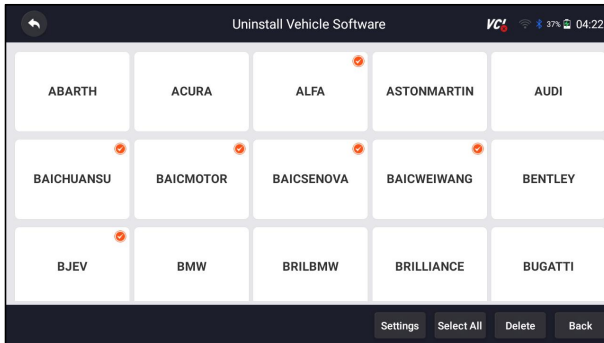 Uninstall Vehicle Software VC! 37% 04:22
ABARTH ACURA ALFA ASTONMARTIN AUDI
BAICHUANSU BAICMOTOR BAICSENOVA BAICWEIWANG BENTLEY
BJEV BMW BRILBMW BRILLIANCE BUGATTI
Settings Select All Delete Back